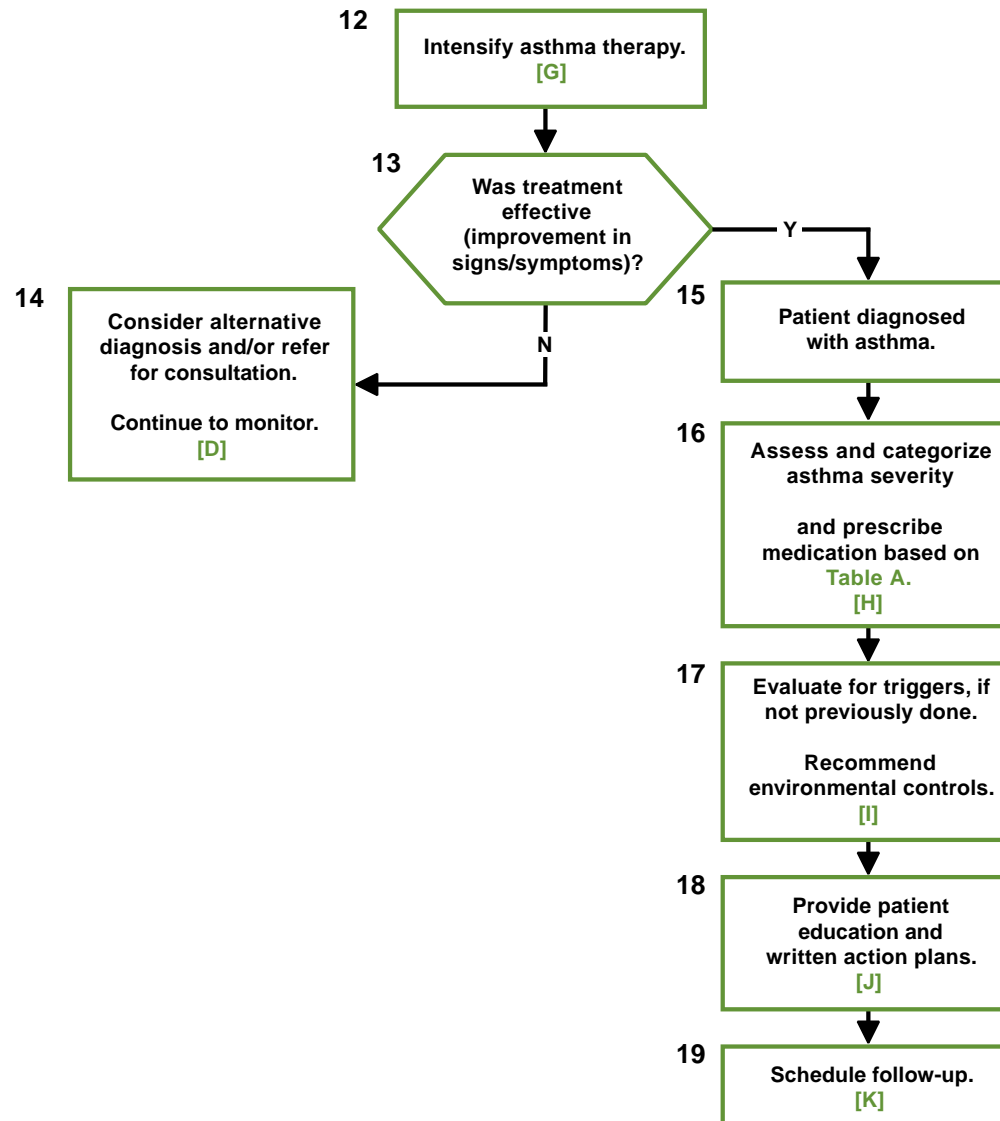 12
Intensify asthma therapy.
[G]
13
Was treatment
effective
(improvement in
signs/symptoms)?
Y
N
14
Consider alternative
diagnosis and/or refer
for consultation.
Continue to monitor.
[D]
15
Patient diagnosed
with asthma.
16
Assess and categorize
asthma severity
and prescribe
medication based on
Table A.
[H]
17
Evaluate for triggers, if
not previously done.
Recommend
environmental controls.
[I]
18
Provide patient
education and
written action plans.
[J]
19
Schedule follow-up.
[K]